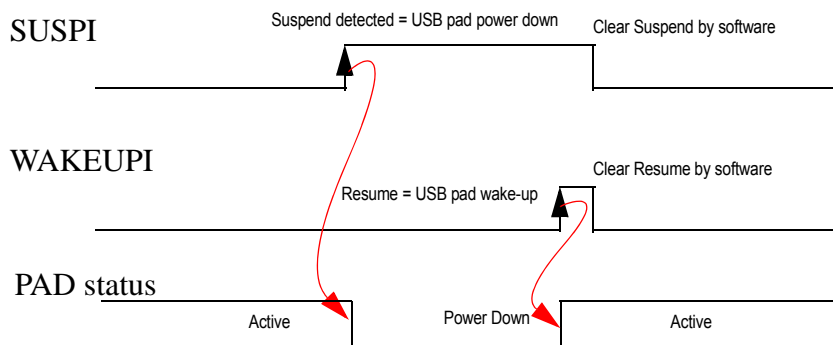 SUSPI
Suspend detected = USB pad power down
Clear Suspend by software
WAKEUPI
Resume = USB pad wake-up
Clear Resume by software
PAD status
Active
Power Down
Active